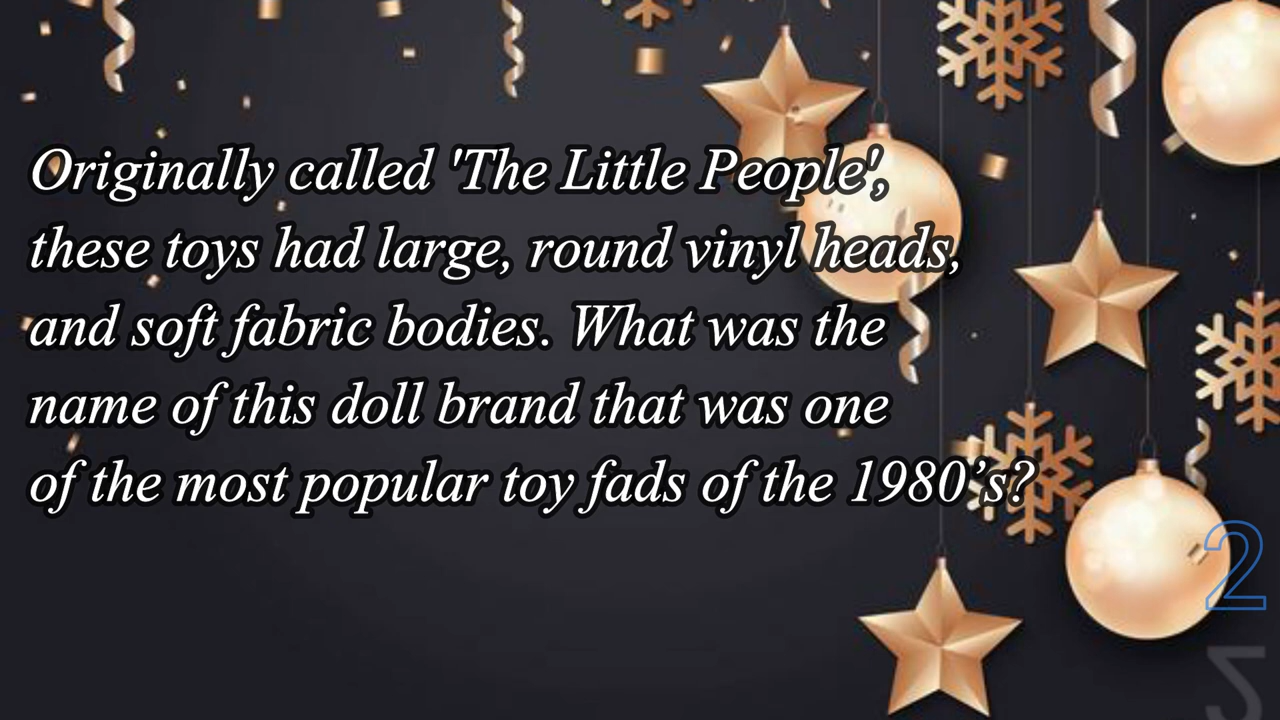 Originally called 'The Little People',
these toys had large, round vinyl heads,
and soft fabric bodies. What was the
name of this doll brand that was one
of the most popular toy fads of the 1980’s?
2